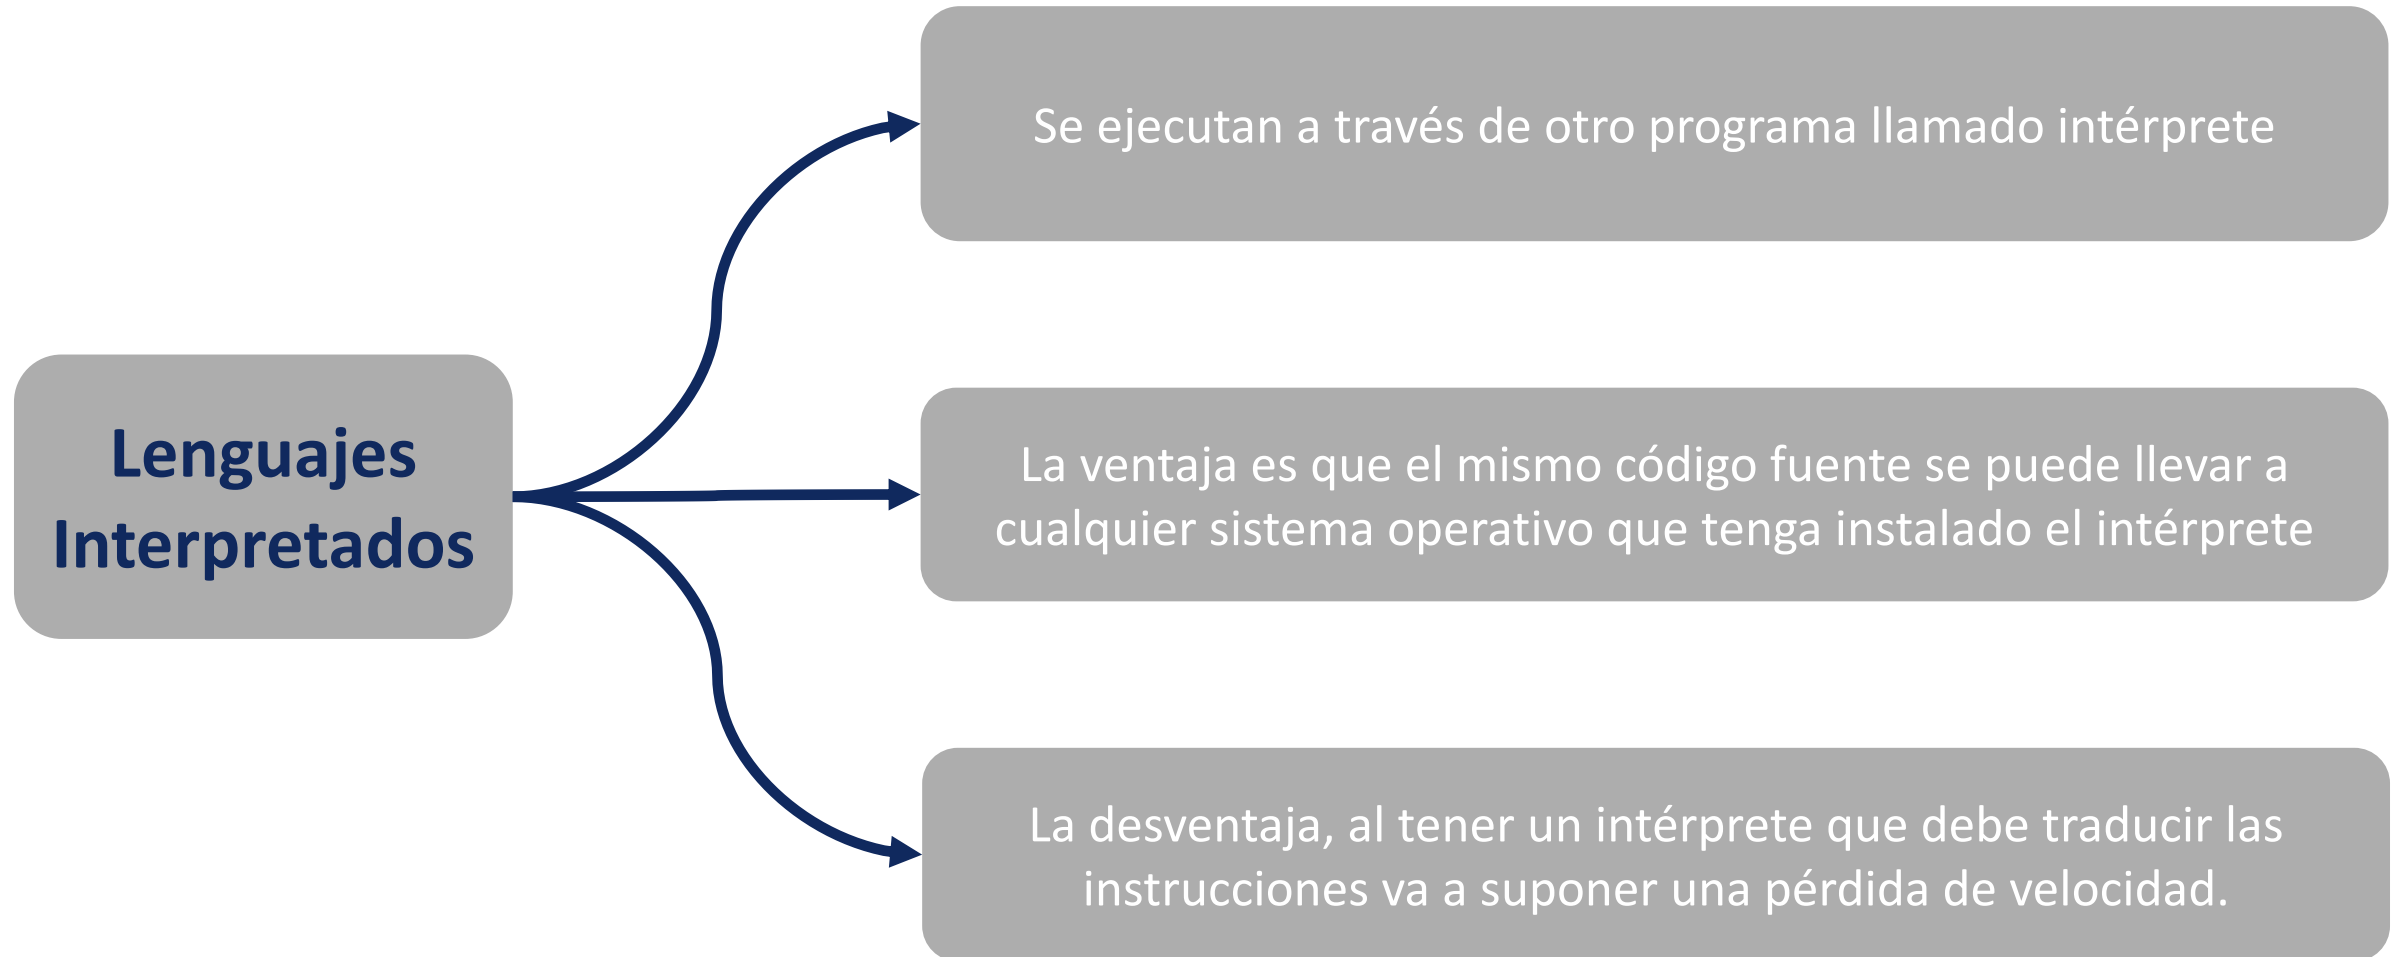 Lenguajes
Interpretados
Se ejecutan a través de otro programa llamado intérprete
La ventaja es que el mismo código fuente se puede llevar a
cualquier sistema operativo que tenga instalado el intérprete
La desventaja, al tener un intérprete que debe traducir las
instrucciones va a suponer una pérdida de velocidad.